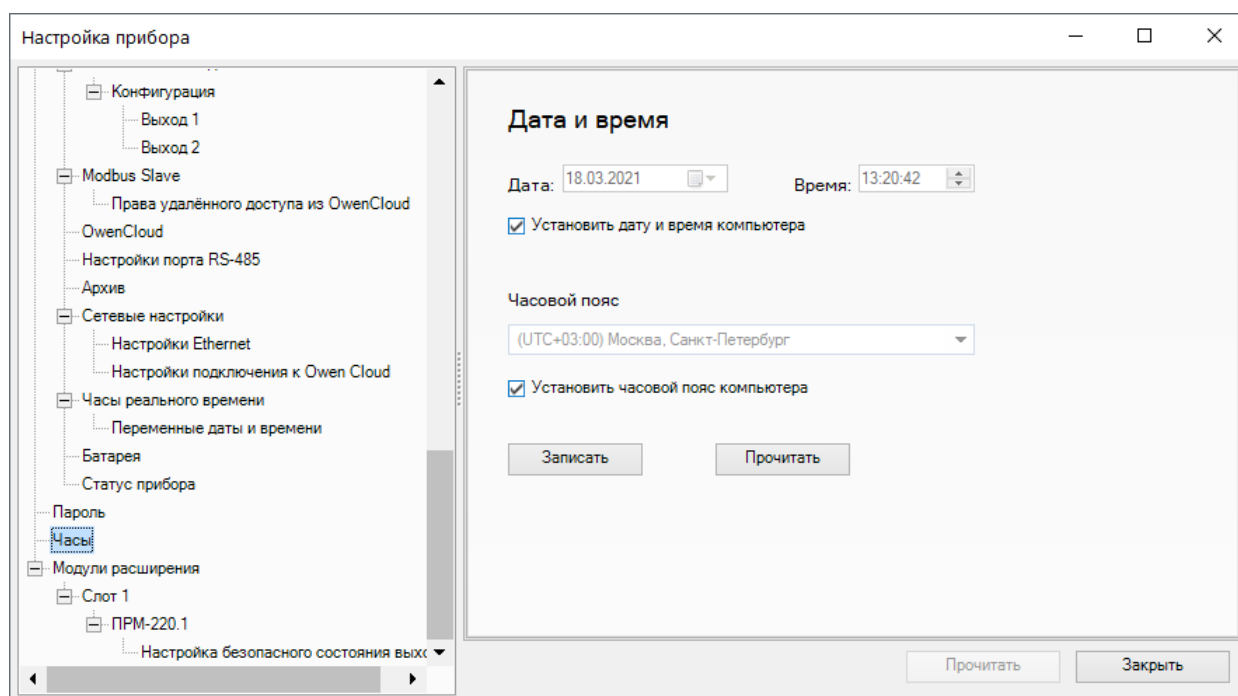 Настройка прибора
Конфигурация
Выход 1
Выход 2
Modbus Slave
Права удалённого доступа из OwenCloud
OwenCloud
Настройки порта RS-485
Архив
Сетевые настройки
Настройки Ethernet
Настройки подключения к Owen Cloud
Часы реального времени
Переменные даты и времени
Батарея
Статус прибора
Пароль
Часы
Модули расширения
Слот 1
ПРМ-220.1
Настройка безопасного состояния выхо
Дата и время
Дата: 18.03.2021 Время: 13:20:42
Установить дату и время компьютера
Часовой пояс
(UTC+03:00) Москва, Санкт-Петербург
Установить часовой пояс компьютера
Записать Прочитать
Прочитать Закрыть